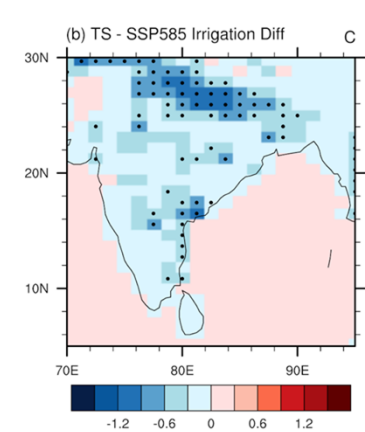 (b) TS - SSP585 Irrigation Diff C
30N
20N
10N
70E 80E 90E
-1.2 -0.6 0 0.6 1.2